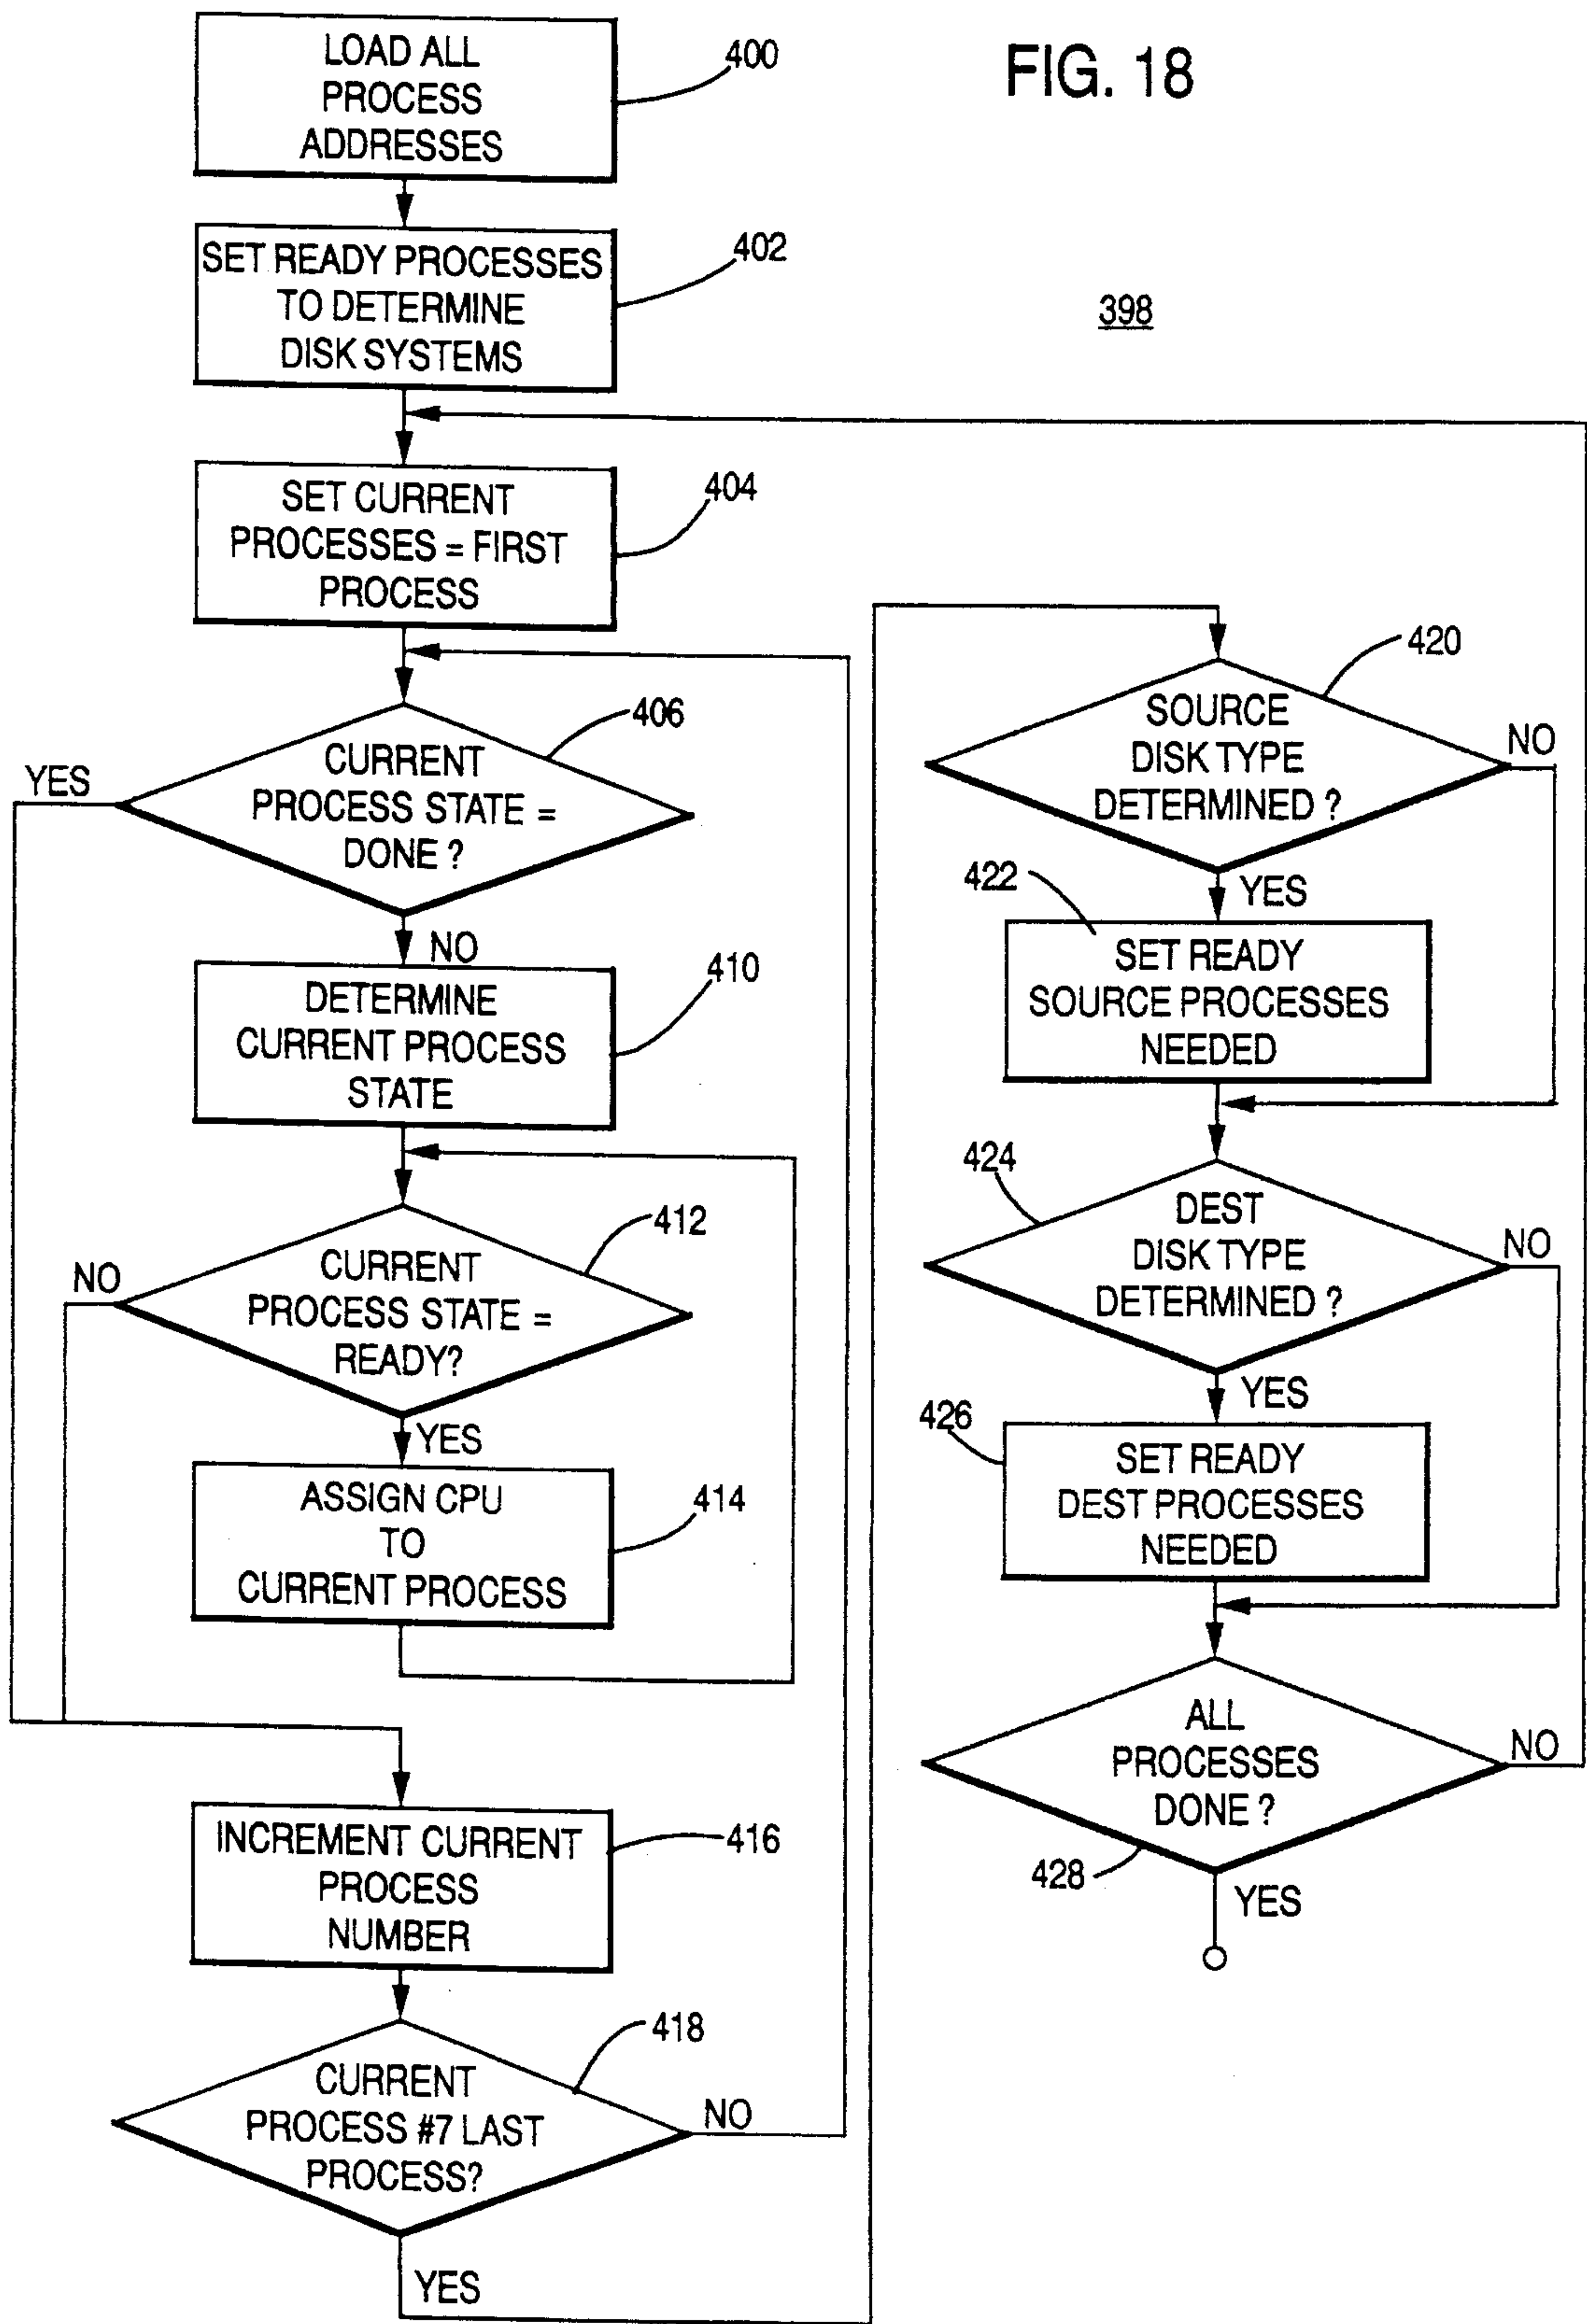 FIG. 18
398
LOAD ALL
PROCESS
ADDRESSES
400
SET READY PROCESSES
TO DETERMINE
DISK SYSTEMS
402
SET CURRENT
PROCESSES = FIRST
PROCESS
404
CURRENT
PROCESS STATE =
DONE ?
406
YES
NO
DETERMINE
CURRENT PROCESS
STATE
410
CURRENT
PROCESS STATE =
READY?
412
NO
YES
ASSIGN CPU
TO
CURRENT PROCESS
414
INCREMENT CURRENT
PROCESS
NUMBER
416
CURRENT
PROCESS #7 LAST
PROCESS?
418
NO
YES
SOURCE
DISK TYPE
DETERMINED ?
420
NO
YES
422
SET READY
SOURCE PROCESSES
NEEDED
424
DEST
DISK TYPE
DETERMINED ?
NO
YES
426
SET READY
DEST PROCESSES
NEEDED
ALL
PROCESSES
DONE ?
NO
428
YES